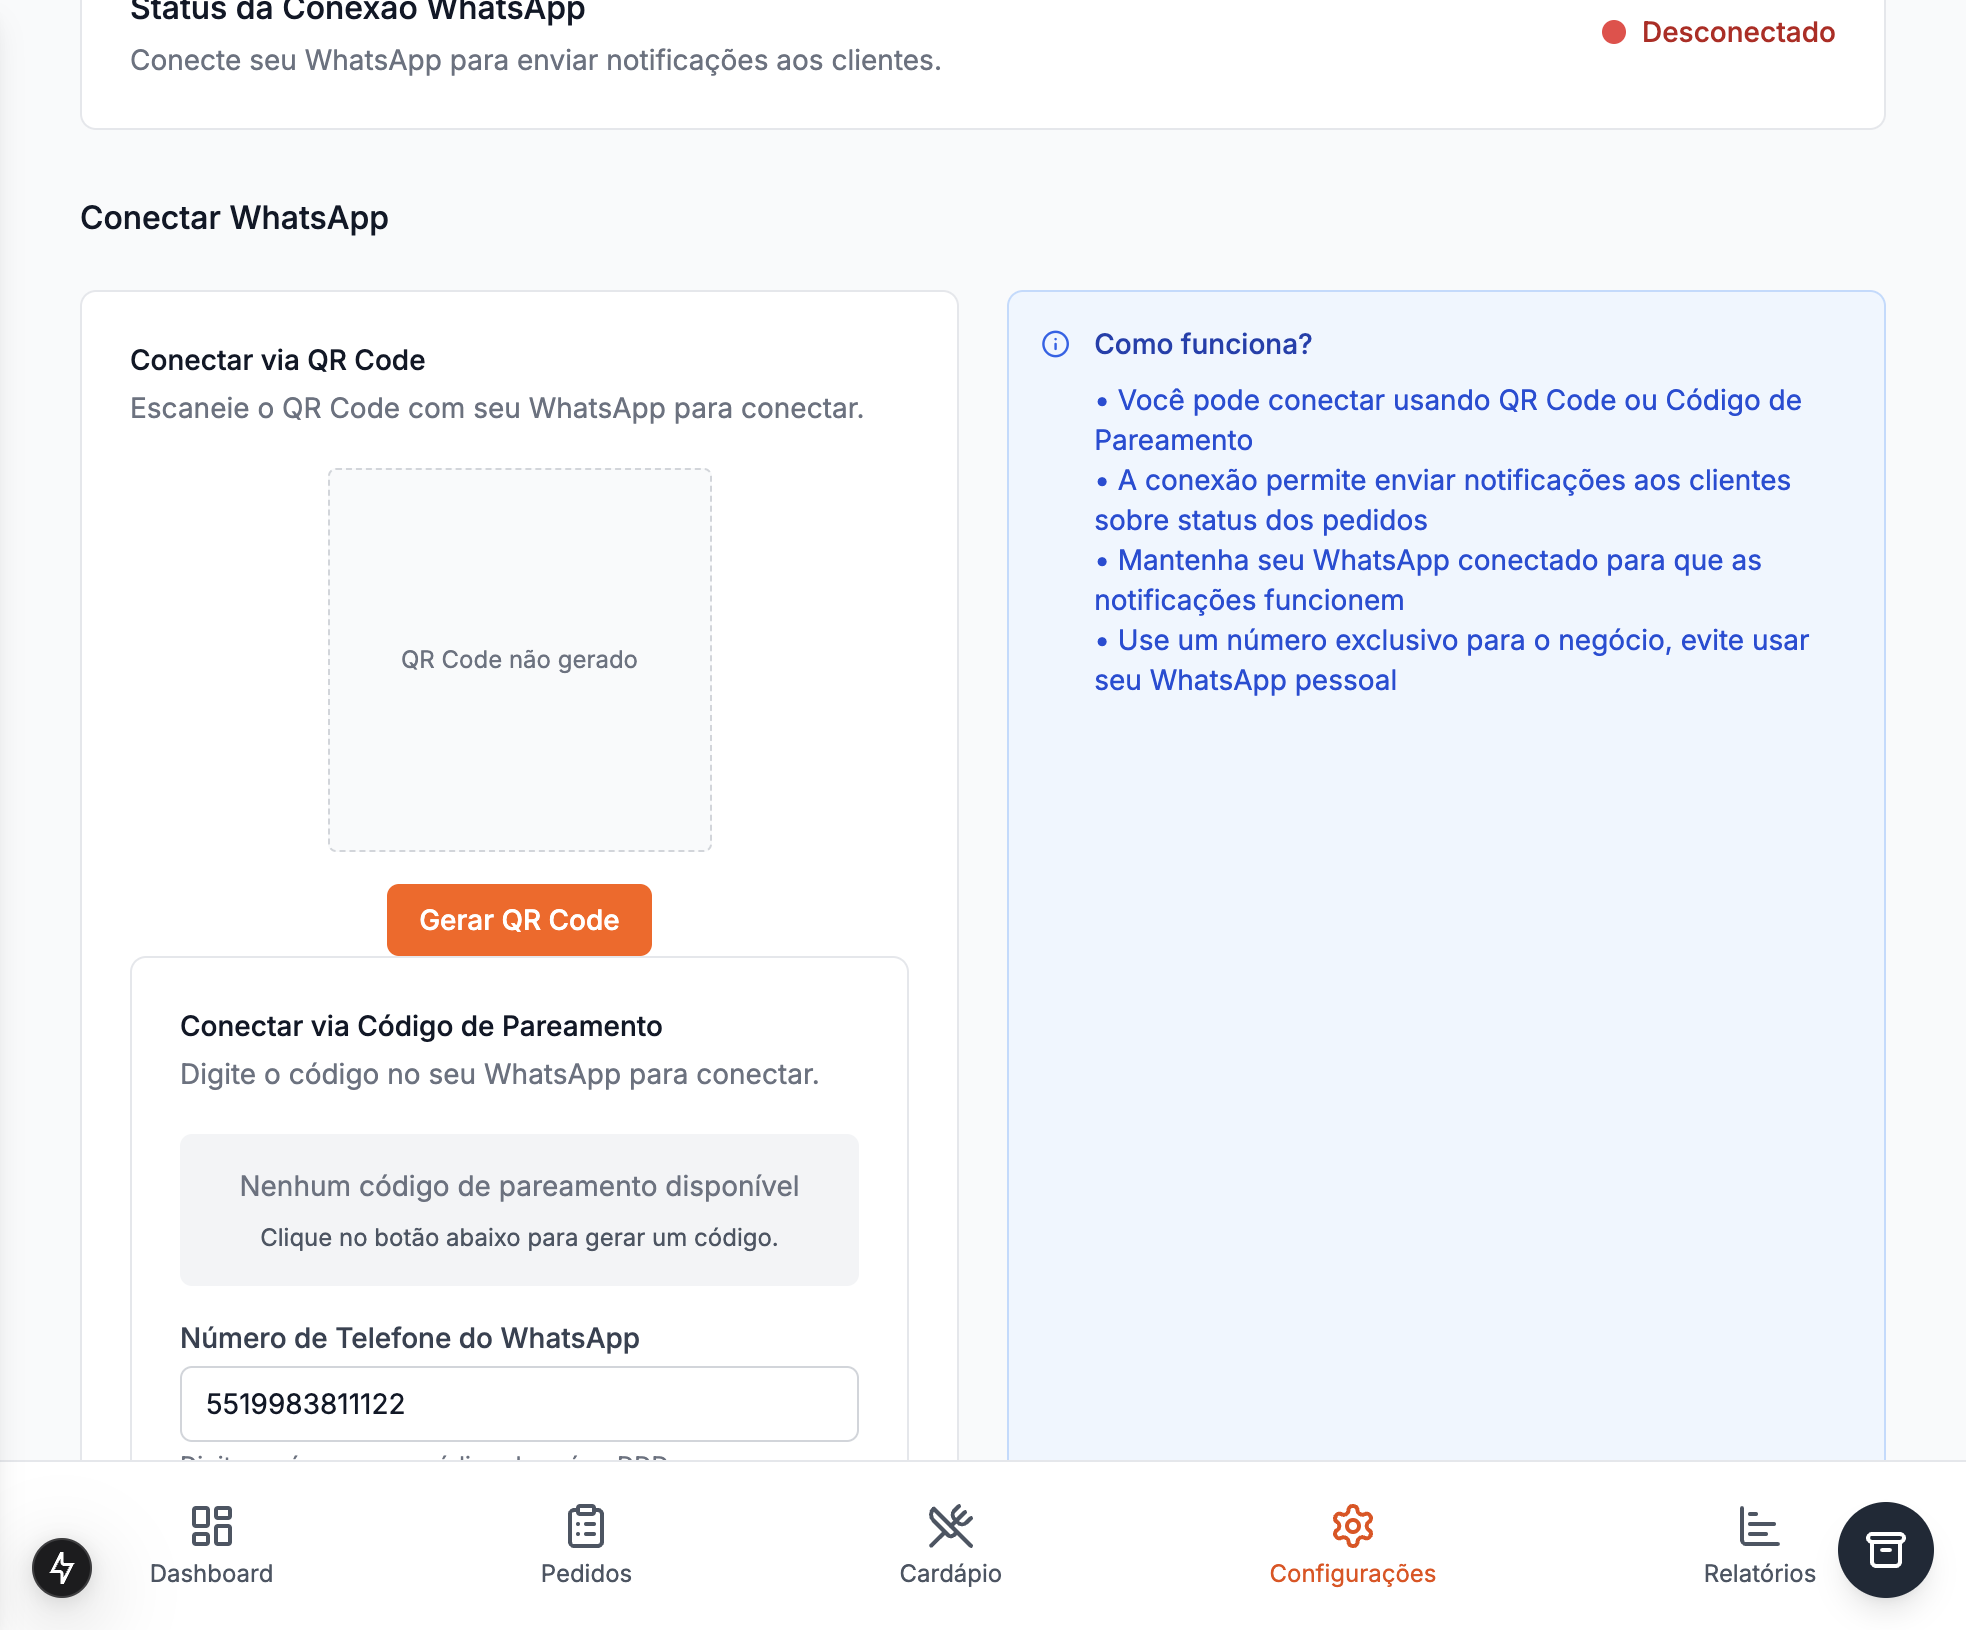 Status da Conexão WhatsApp
Desconectado
Conecte seu WhatsApp para enviar notificações aos clientes.
Conectar WhatsApp
Conectar via QR Code
Escaneie o QR Code com seu WhatsApp para conectar.
QR Code não gerado
Gerar QR Code
Conectar via Código de Pareamento
Digite o código no seu WhatsApp para conectar.
Nenhum código de pareamento disponível
Clique no botão abaixo para gerar um código.
Número de Telefone do WhatsApp
5519983811122
Como funciona?
• Você pode conectar usando QR Code ou Código de
Pareamento
• A conexão permite enviar notificações aos clientes
sobre status dos pedidos
• Mantenha seu WhatsApp conectado para que as
notificações funcionem
• Use um número exclusivo para o negócio, evite usar
seu WhatsApp pessoal
Dashboard
Pedidos
Cardápio
Configurações
Relatórios